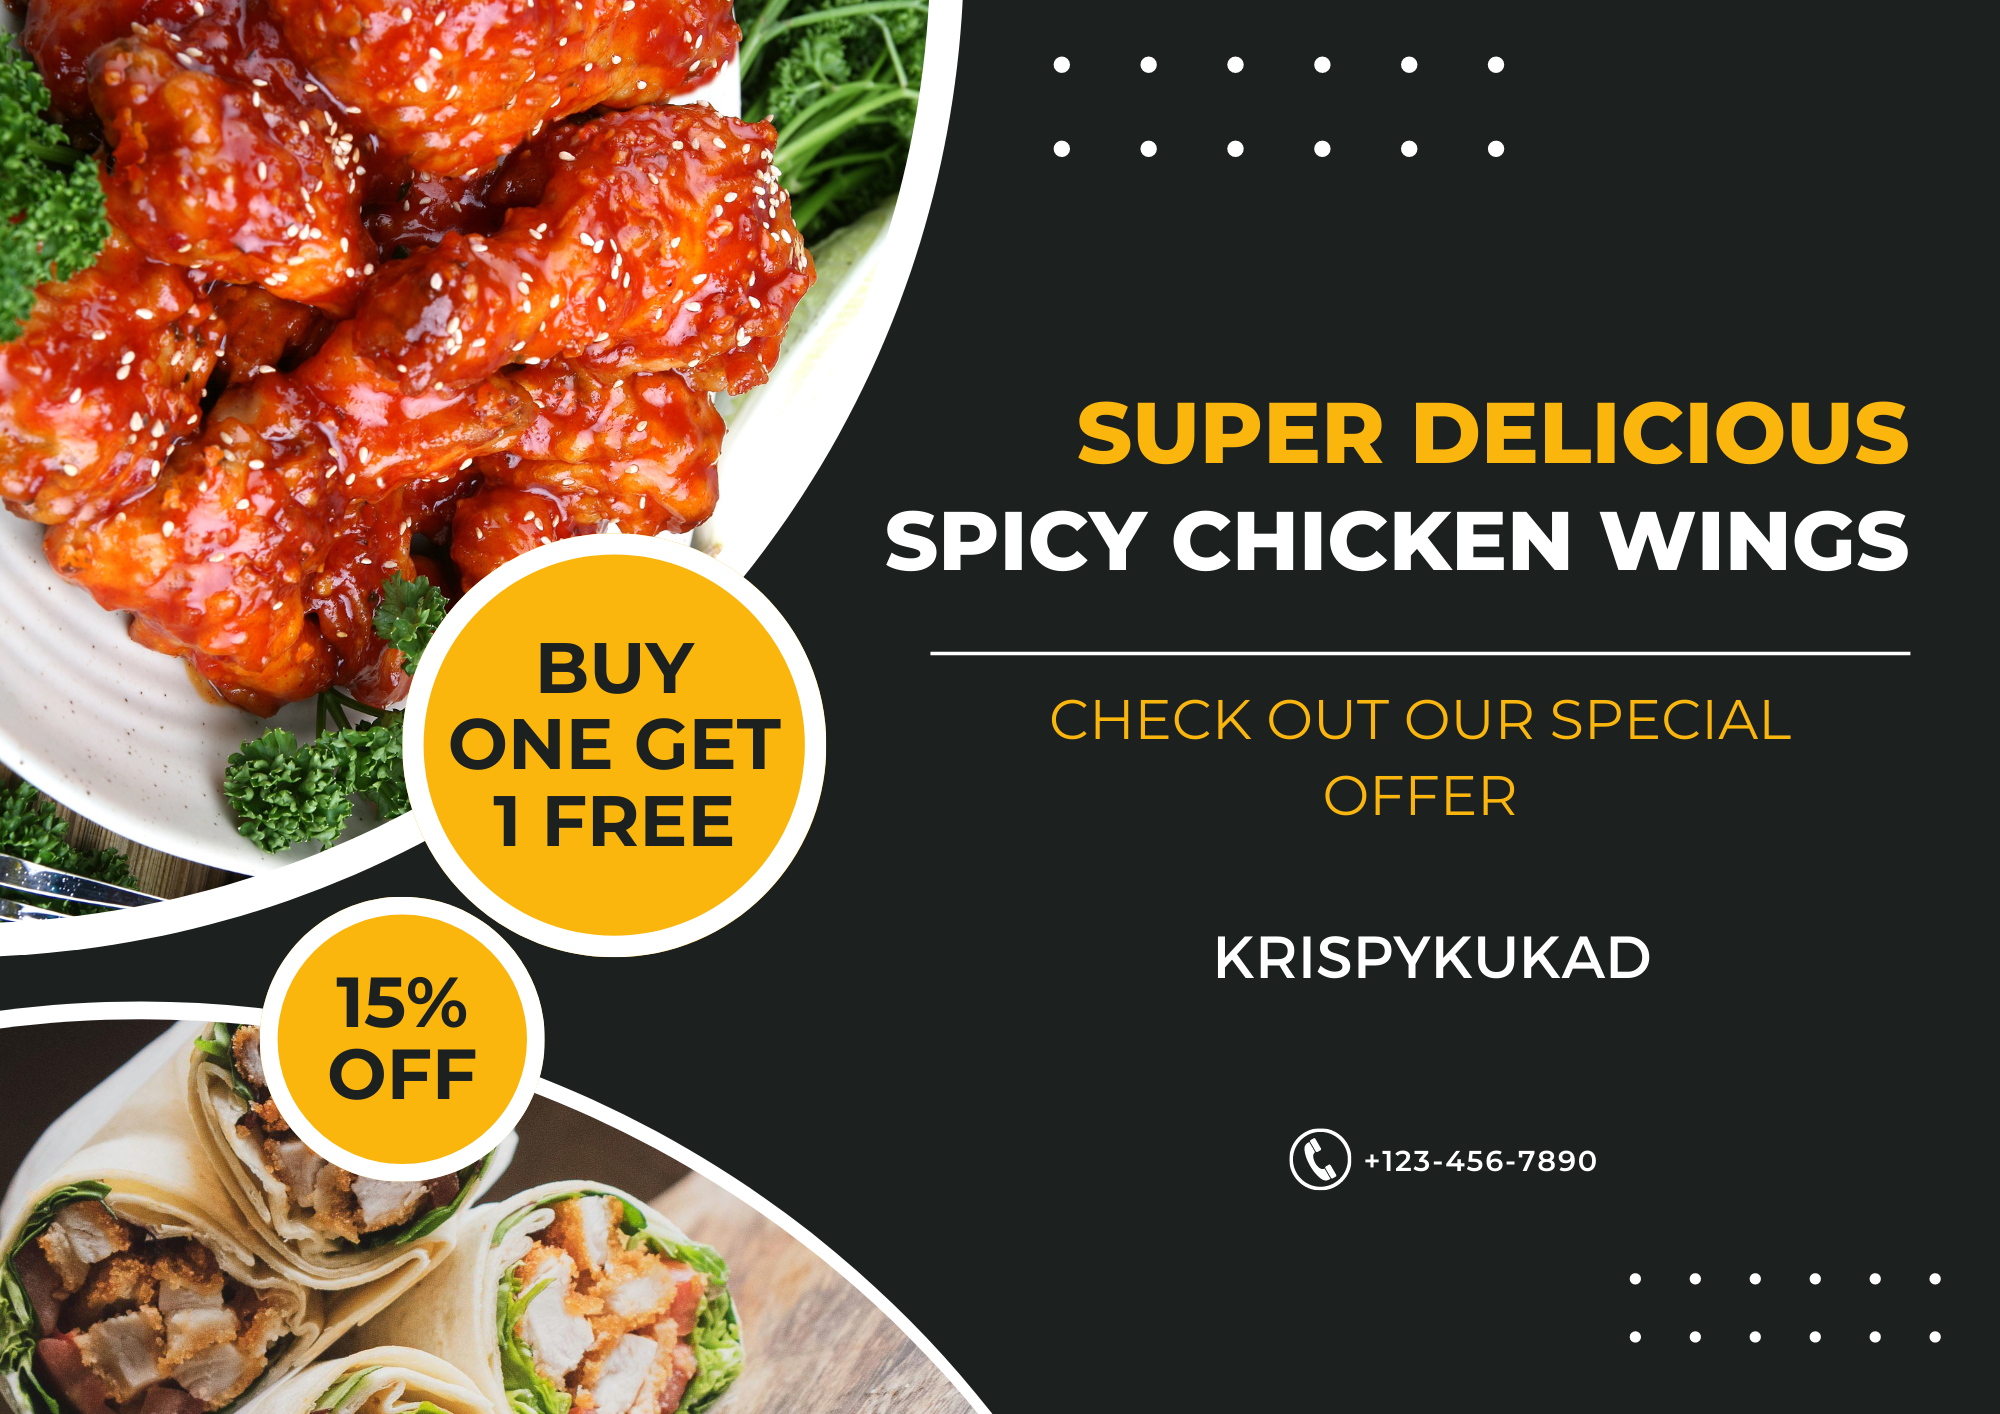 SUPER DELICIOUS
SPICY CHICKEN WINGS
CHECK OUT OUR SPECIAL
OFFER
KRISPYKUKAD
+123-456-7890
BUY
ONE GET
1 FREE
15%
OFF